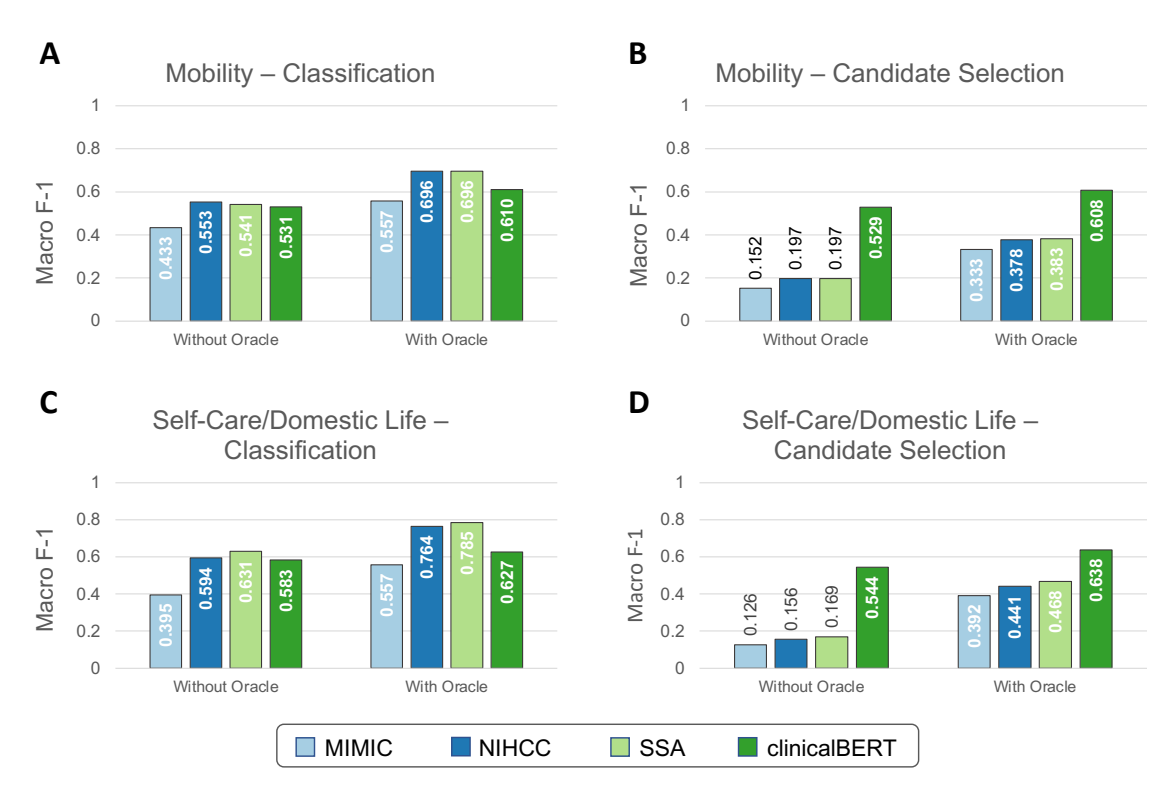 A
Mobility – Classification
Macro F-1
1
0.8
0.6
0.4
0.2
0
0.433
0.553
0.541
0.531
0.557
0.696
0.696
0.610
Without Oracle
With Oracle
B
Mobility – Candidate Selection
Macro F-1
1
0.8
0.6
0.4
0.2
0
0.152
0.197
0.197
0.529
0.333
0.378
0.383
0.608
Without Oracle
With Oracle
C
Self-Care/Domestic Life –
Classification
Macro F-1
1
0.8
0.6
0.4
0.2
0
0.395
0.594
0.631
0.583
0.557
0.764
0.785
0.627
Without Oracle
With Oracle
D
Self-Care/Domestic Life –
Candidate Selection
Macro F-1
1
0.8
0.6
0.4
0.2
0
0.126
0.156
0.169
0.544
0.392
0.441
0.468
0.638
Without Oracle
With Oracle
MIMIC
NIHCC
SSA
clinicalBERT